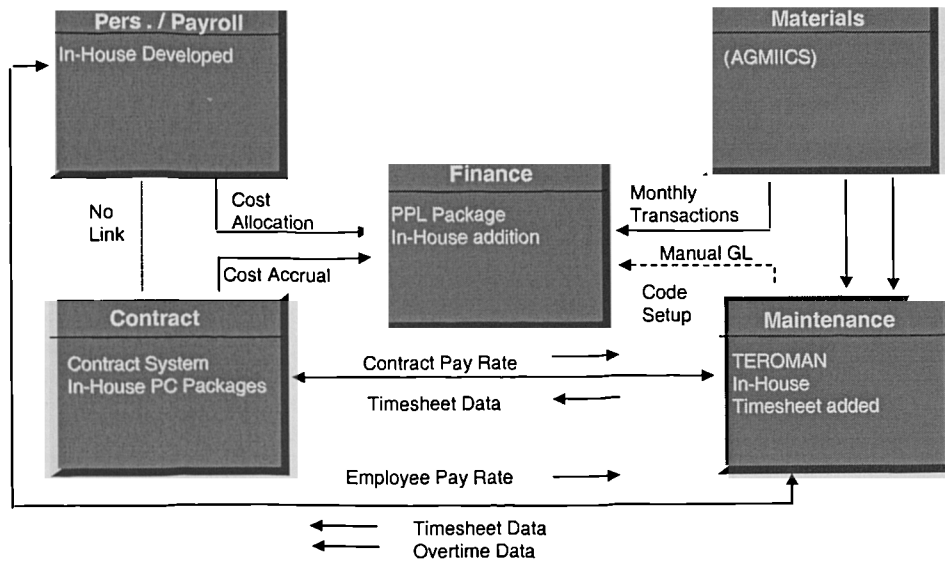 Pers . / Payroll
In-House Developed
Materials
(AGMIICS)
Finance
PPL Package
In-House addition
No
Link
Cost
Allocation
Cost Accrual
Monthly
Transactions
Manual GL
Code
Setup
Contract
Contract System
In-House PC Packages
Maintenance
TEROMAN
In-House
Timesheet added
Contract Pay Rate
Timesheet Data
Employee Pay Rate
Timesheet Data
Overtime Data